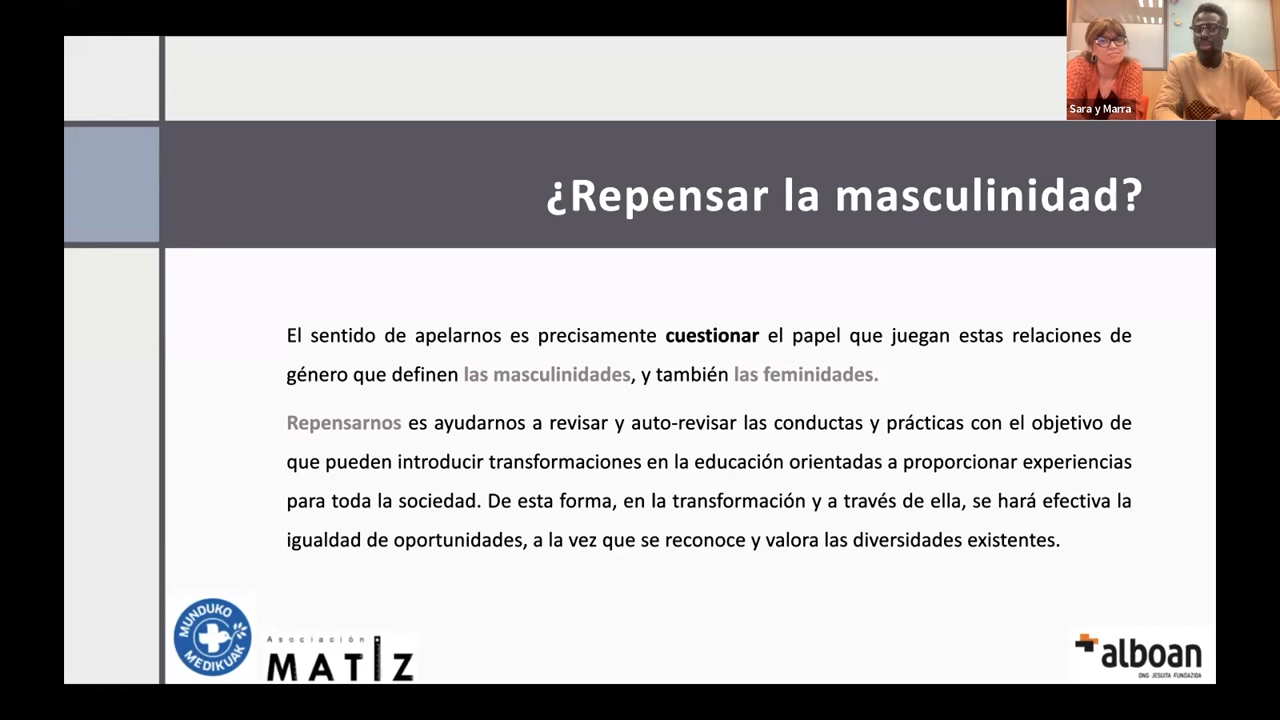 Sara y Marra
¿Repensar la masculinidad?
El sentido de apelarnos es precisamente cuestionar el papel que juegan estas relaciones de
género que definen las masculinidades, y también las feminidades.
Repensarnos es ayudarnos a revisar y auto-revisar las conductas y prácticas con el objetivo de
que pueden introducir transformaciones en la educación orientadas a proporcionar experiencias
para toda la sociedad. De esta forma, en la transformación y a través de ella, se hará efectiva la
igualdad de oportunidades, a la vez que se reconoce y valora las diversidades existentes.
MUNDUKO
MEDIKUAK
Asociación
MATIZ
alboan
ONG JESUITA FUNDAZIOA